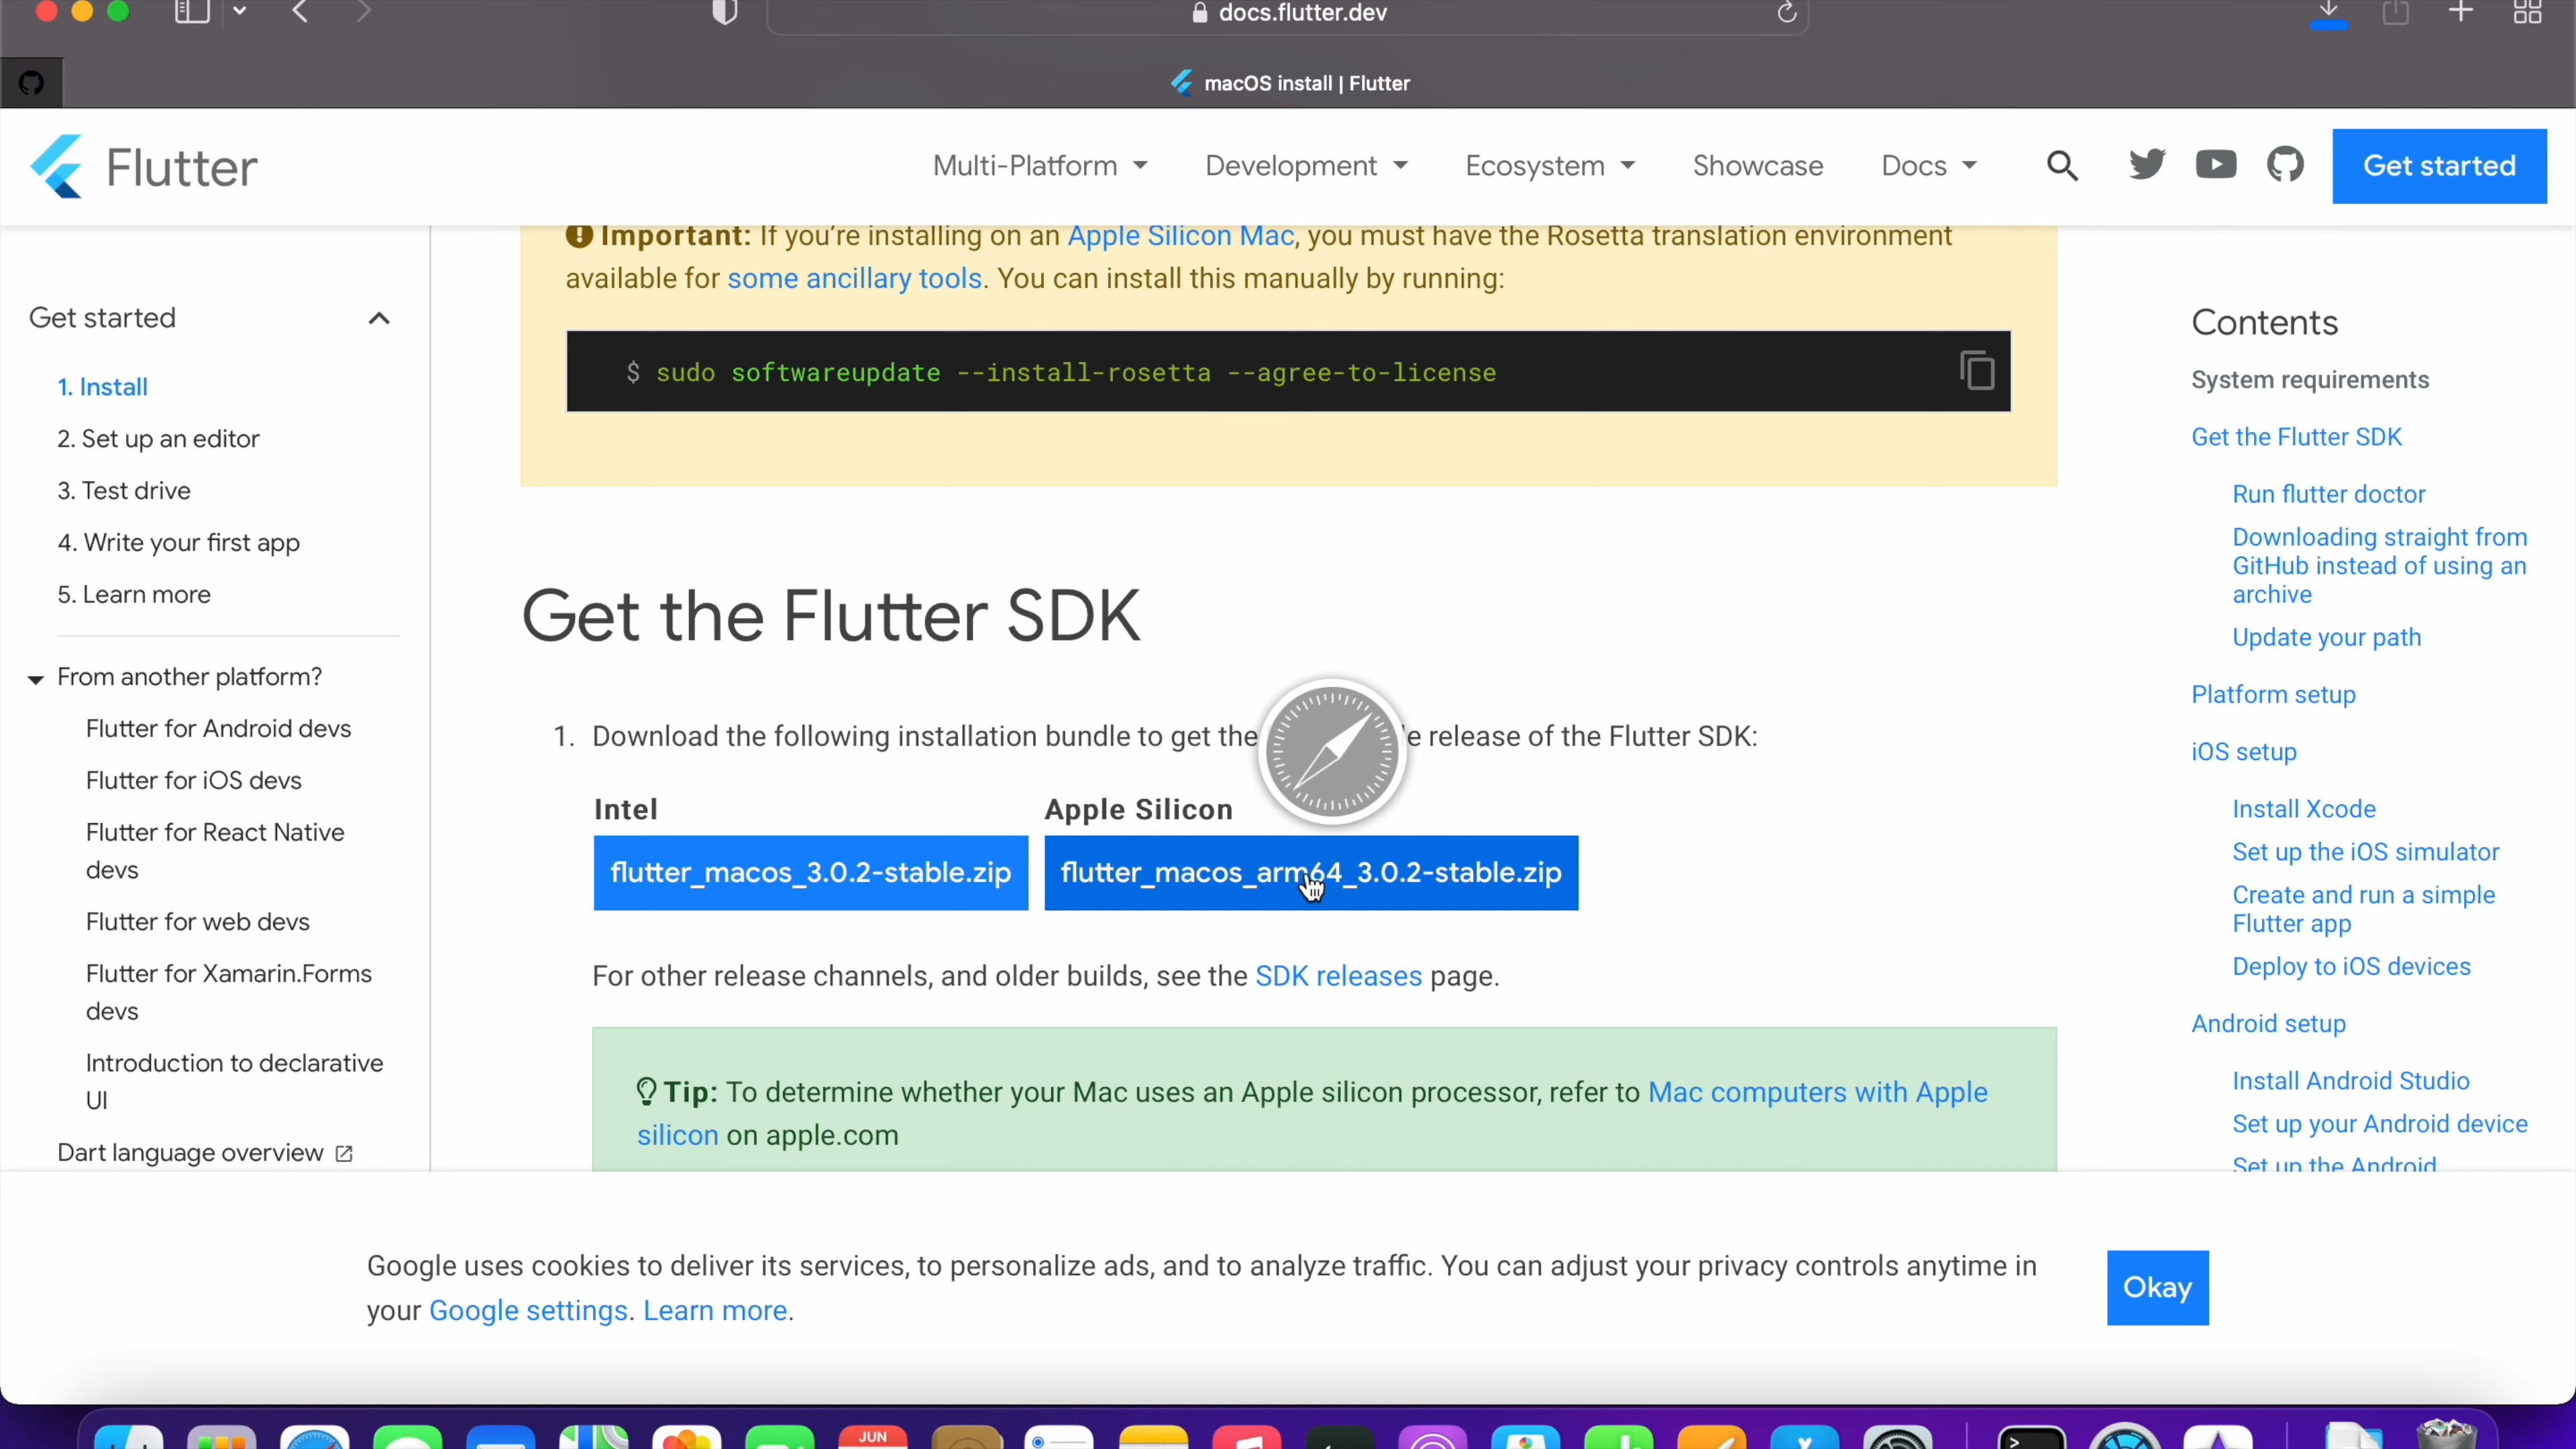 docs.flutter.dev
macOS install | Flutter
Flutter
Multi-Platform
Development
Ecosystem
Showcase
Docs
Get started
Important: If you're installing on an Apple Silicon Mac, you must have the Rosetta translation environment
available for some ancillary tools. You can install this manually by running:
$ sudo softwareupdate --install-rosetta --agree-to-license
Get started
1. Install
2. Set up an editor
3. Test drive
4. Write your first app
5. Learn more
From another platform?
Flutter for Android devs
Flutter for iOS devs
Flutter for React Native
devs
Flutter for web devs
Flutter for Xamarin.Forms
devs
Introduction to declarative
UI
Dart language overview
Get the Flutter SDK
1. Download the following installation bundle to get the release of the Flutter SDK:
Intel
Apple Silicon
flutter_macos_3.0.2-stable.zip
flutter_macos_arm64_3.0.2-stable.zip
For other release channels, and older builds, see the SDK releases page.
Tip: To determine whether your Mac uses an Apple silicon processor, refer to Mac computers with Apple
silicon on apple.com
Contents
System requirements
Get the Flutter SDK
Run flutter doctor
Downloading straight from
GitHub instead of using an
archive
Update your path
Platform setup
iOS setup
Install Xcode
Set up the iOS simulator
Create and run a simple
Flutter app
Deploy to iOS devices
Android setup
Install Android Studio
Set up your Android device
Set up the Android
Google uses cookies to deliver its services, to personalize ads, and to analyze traffic. You can adjust your privacy controls anytime in
your Google settings. Learn more.
Okay
JUN